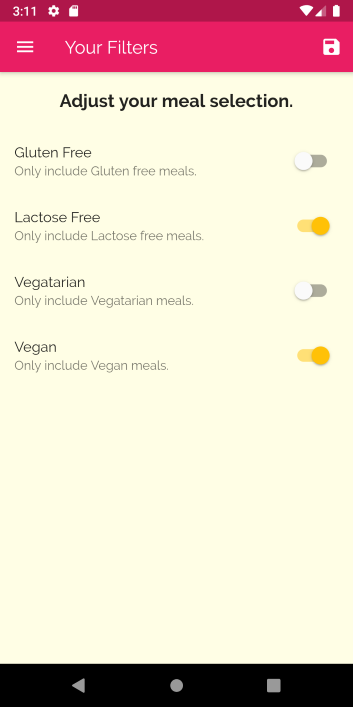 3:11
Your Filters
Adjust your meal selection.
Gluten Free
Only include Gluten free meals.
Lactose Free
Only include Lactose free meals.
Vegatarian
Only include Vegatarian meals.
Vegan
Only include Vegan meals.